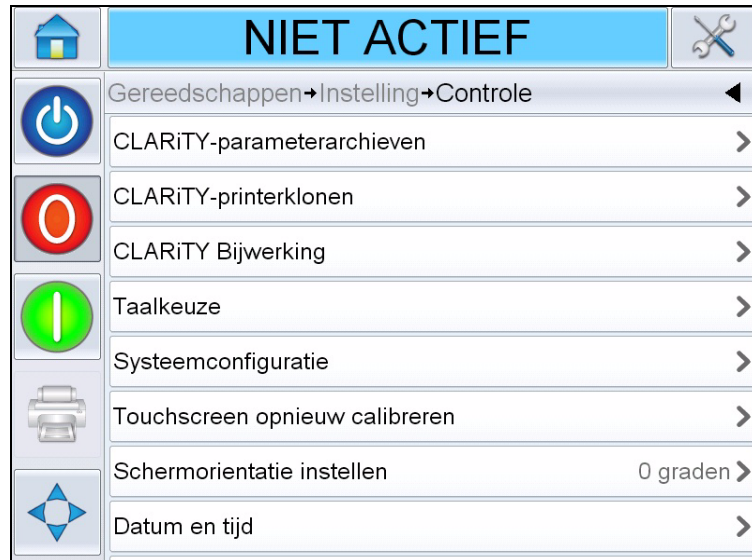 NIET ACTIEF
Gereedschappen→Instelling→Controle
CLARiTY-parameterarchieven
CLARiTY-printerklonen
CLARiTY Bijwerking
Taalkeuze
Systeemconfiguratie
Touchscreen opnieuw calibreren
Schermorientatie instellen 0 graden
Datum en tijd